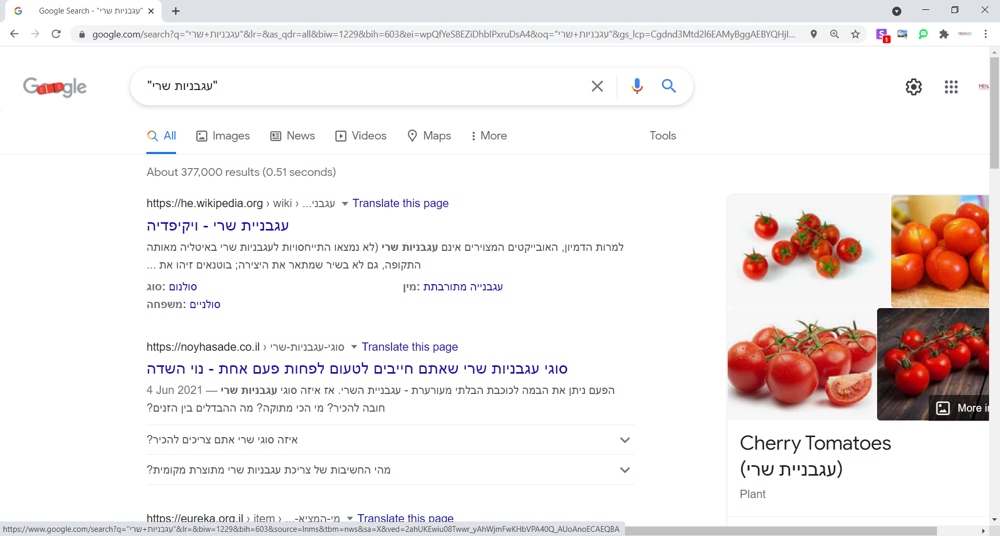 Google Search - "עגבניות שרי"
google.com/search?q="עגבניות+שרי"&lr=&as_qdr=all&biw=1229&bih=603&ei=wpQfYeS8EZiDhbIPxruDsA4&oq="עגבניות+שרי"&gs_lcp=Cgdnd3Mtd2l6EAMyBggAEBYQHjI...
1
Google
"עגבניות שרי"
All Images News Videos Maps More Tools
About 377,000 results (0.51 seconds)
https://he.wikipedia.org › wiki › עגבני... Translate this page
עגבניית שרי - ויקיפדיה
למרות הדמיון, האובייקטים המצוירים אינם עגבניות שרי (לא נמצאו התייחסויות לעגבניות שרי באיטליה מאותה
התקופה, גם לא בשיר שמתאר את היצירה; בוטנאים זיהו את ...
סוג: סולנום
מין: עגבנייה מתורבתת
משפחה: סולניים
https://noyhasade.co.il › סוגי-עגבניות-שרי Translate this page
סוגי עגבניות שרי שאתם חייבים לטעום לפחות פעם אחת - נוי השדה
4 Jun 2021 — הפעם ניתן את הבמה לכוכבת הבלתי מעורערת - עגבניית השרי. אז איזה סוגי עגבניות שרי
חובה להכיר? מי הכי מתוקה? מה ההבדלים בין הזנים?
איזה סוגי שרי אתם צריכים להכיר?
מהי החשיבות של צריכת עגבניות שרי מתוצרת מקומית?
https://eureka.org.il › item › מי-המציא-... Translate this page
More in
Cherry Tomatoes
(עגבניית שרי)
Plant
https://www.google.com/search?q="עגבניות+שרי"&lr=&biw=1229&bih=603&source=lnms&tbm=nws&sa=X&ved=2ahUKEwiu08Twwr_yAhWjmFwKHbVPA40Q_AUoAnoECAEQBA